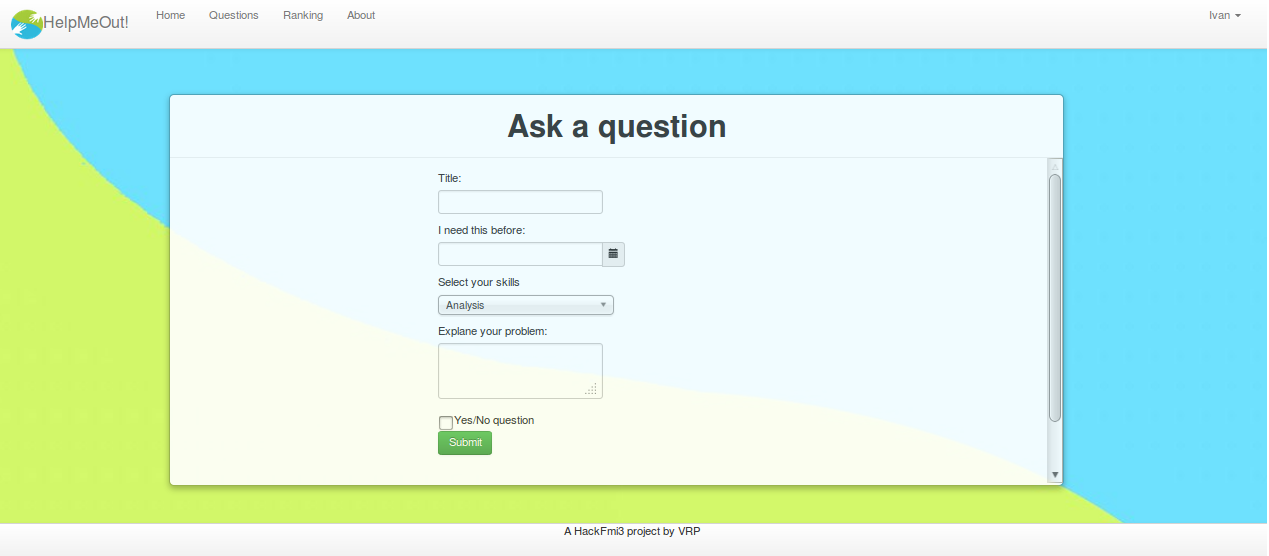 HelpMeOut! Home Questions Ranking About Ivan
Ask a question
Title:
I need this before:
Select your skills
Analysis
Explane your problem:
Yes/No question
Submit
A HackFmi3 project by VRP